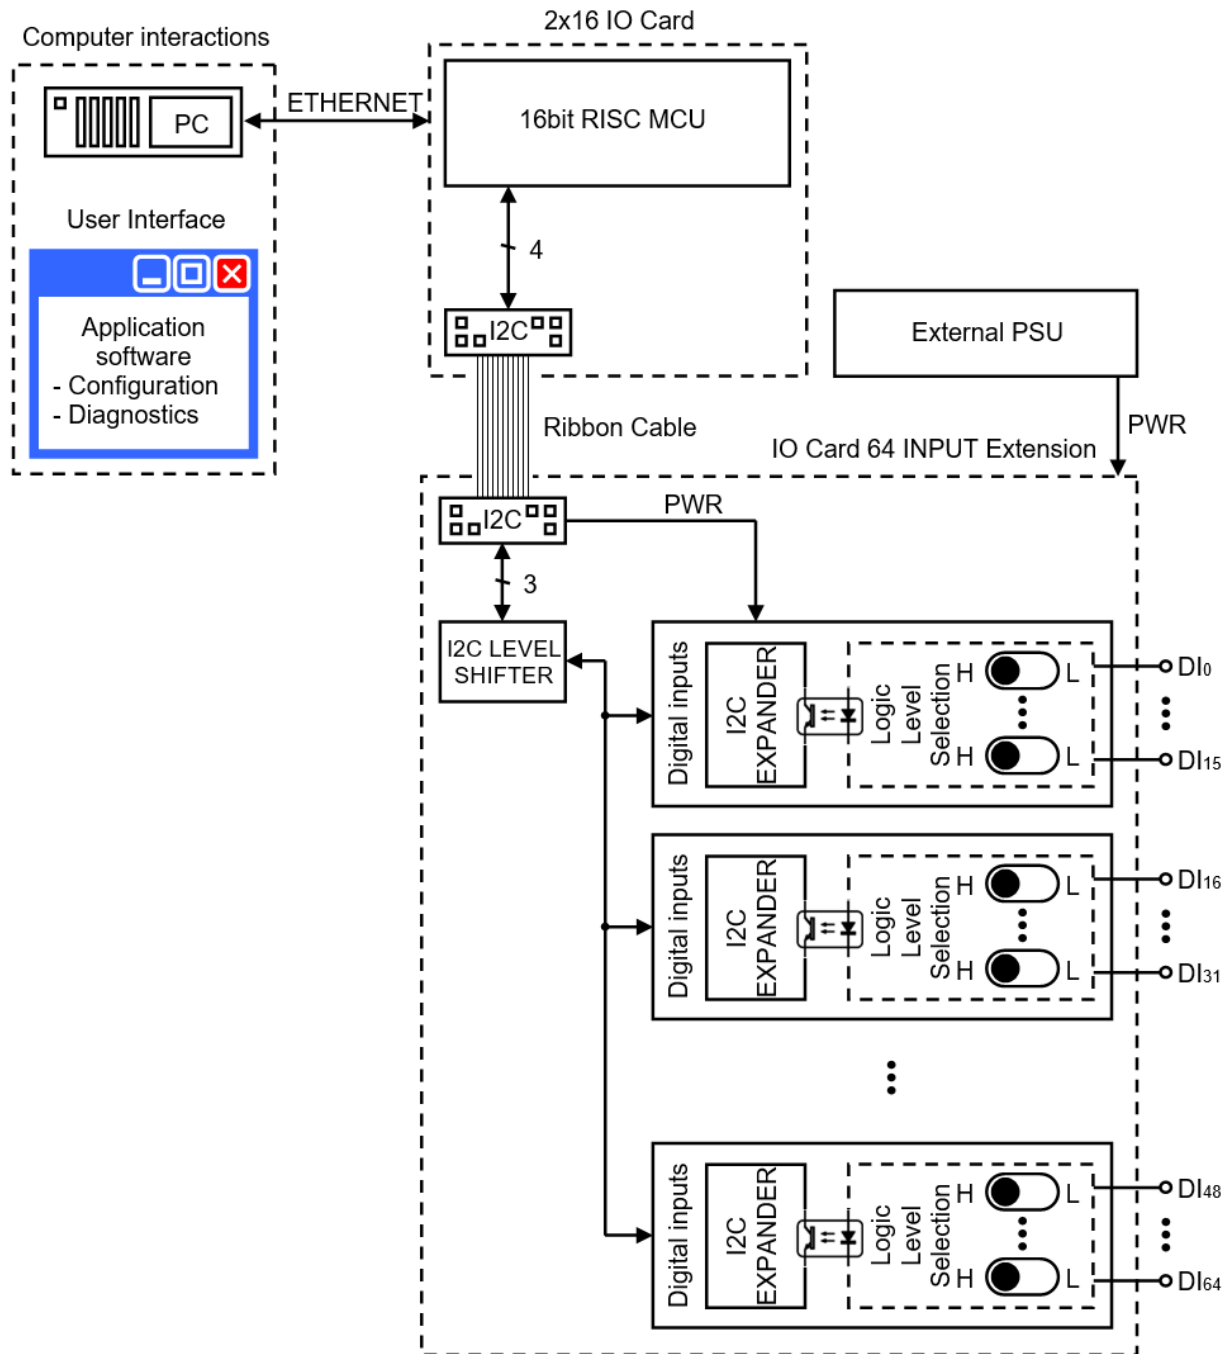 2x16 IO Card
Computer interactions
PC
ETHERNET
16bit RISC MCU
User Interface
Application
software
- Configuration
- Diagnostics
4
I2C
External PSU
Ribbon Cable
PWR
IO Card 64 INPUT Extension
I2C
PWR
3
I2C LEVEL
SHIFTER
Digital inputs
I2C
EXPANDER
Logic
Level
Selection
H
L
DI0
H
L
DI15
Digital inputs
I2C
EXPANDER
Logic
Level
Selection
H
L
DI16
H
L
DI31
Digital inputs
I2C
EXPANDER
Logic
Level
Selection
H
L
DI48
H
L
DI64